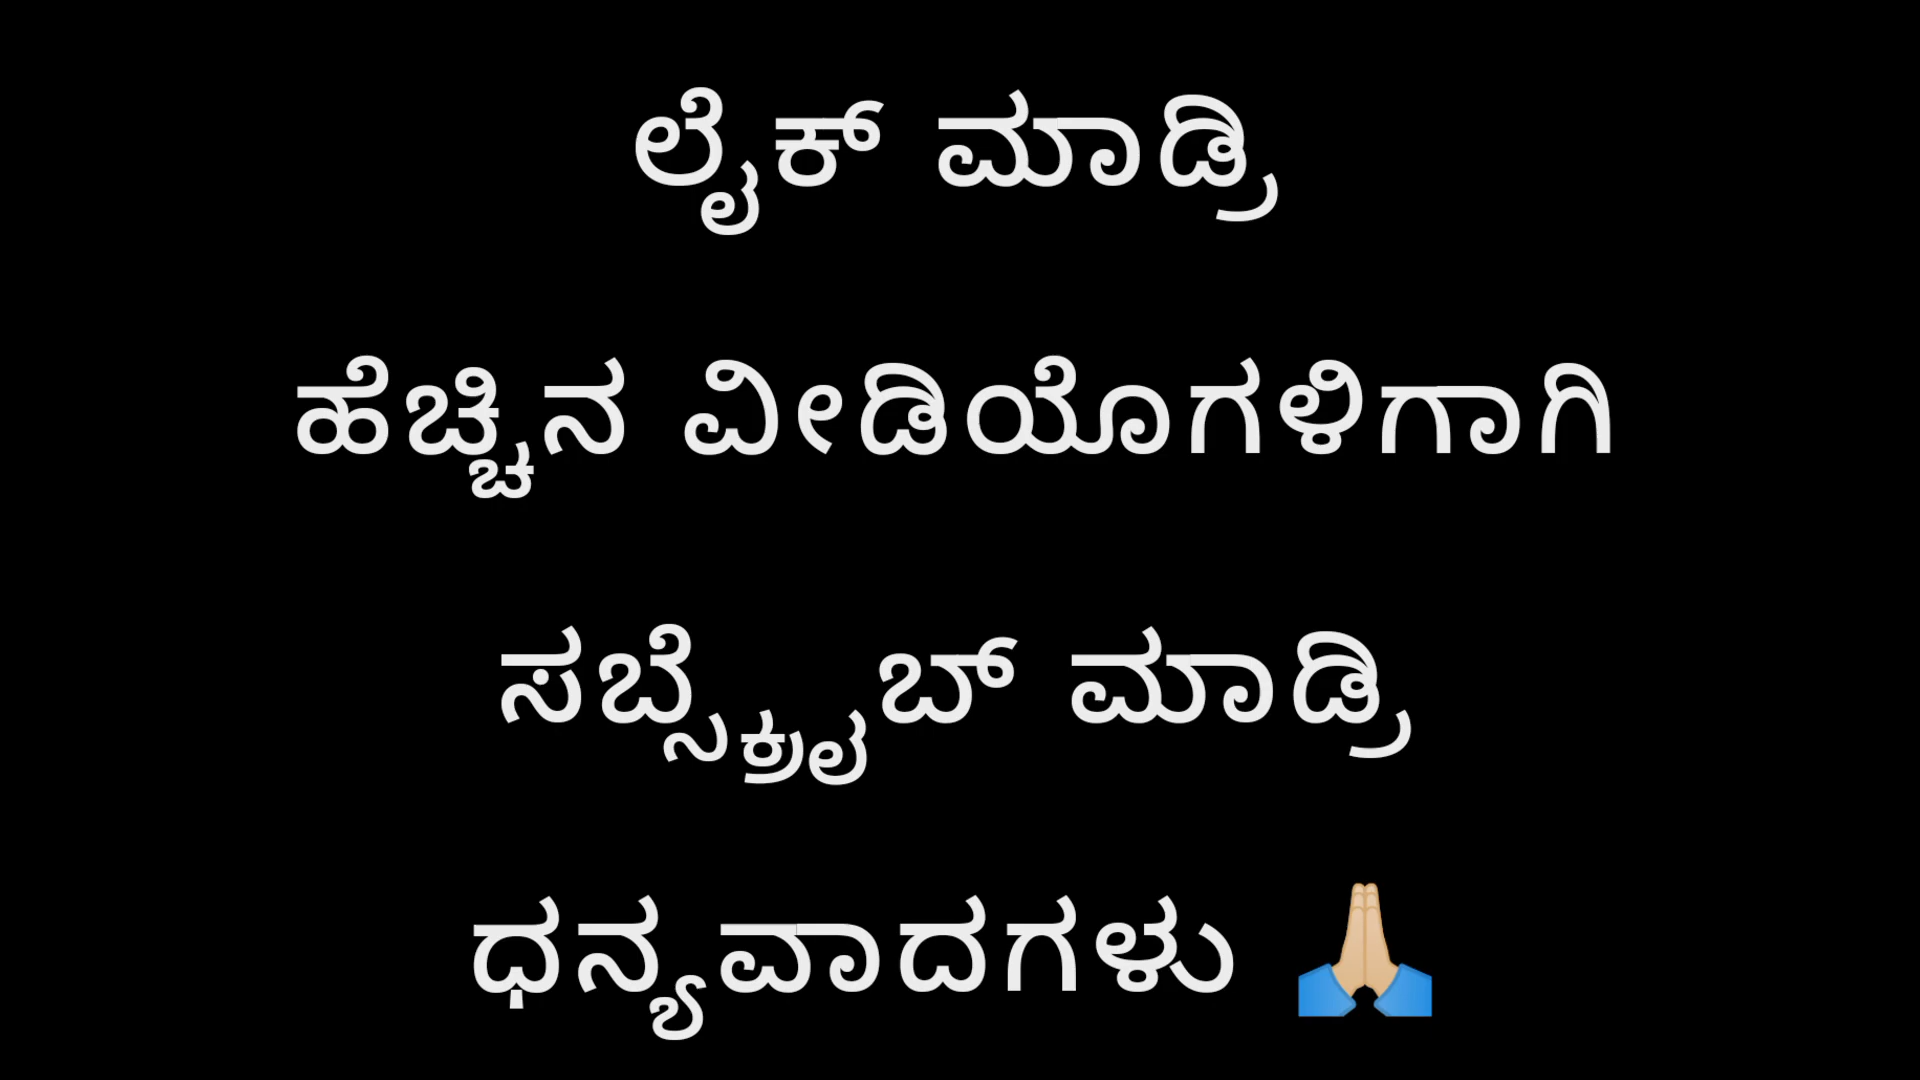 ಲೈಕ್ ಮಾಡ್ರಿ
ಹೆಚ್ಚಿನ ವೀಡಿಯೊಗಳಿಗಾಗಿ
ಸಬ್ಸ್ಕ್ರೈಬ್ ಮಾಡ್ರಿ
ಧನ್ಯವಾದಗಳು 🙏🏼